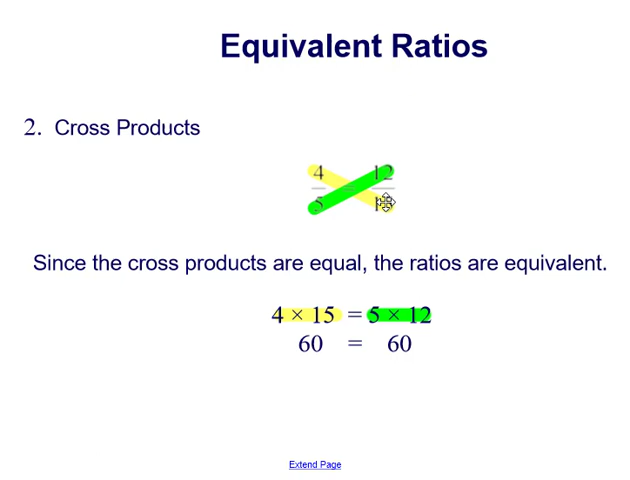 Equivalent Ratios
2. Cross Products
4 = 12
5
Since the cross products are equal, the ratios are equivalent.
4 × 15 = 5 × 12
60 = 60
Extend Page